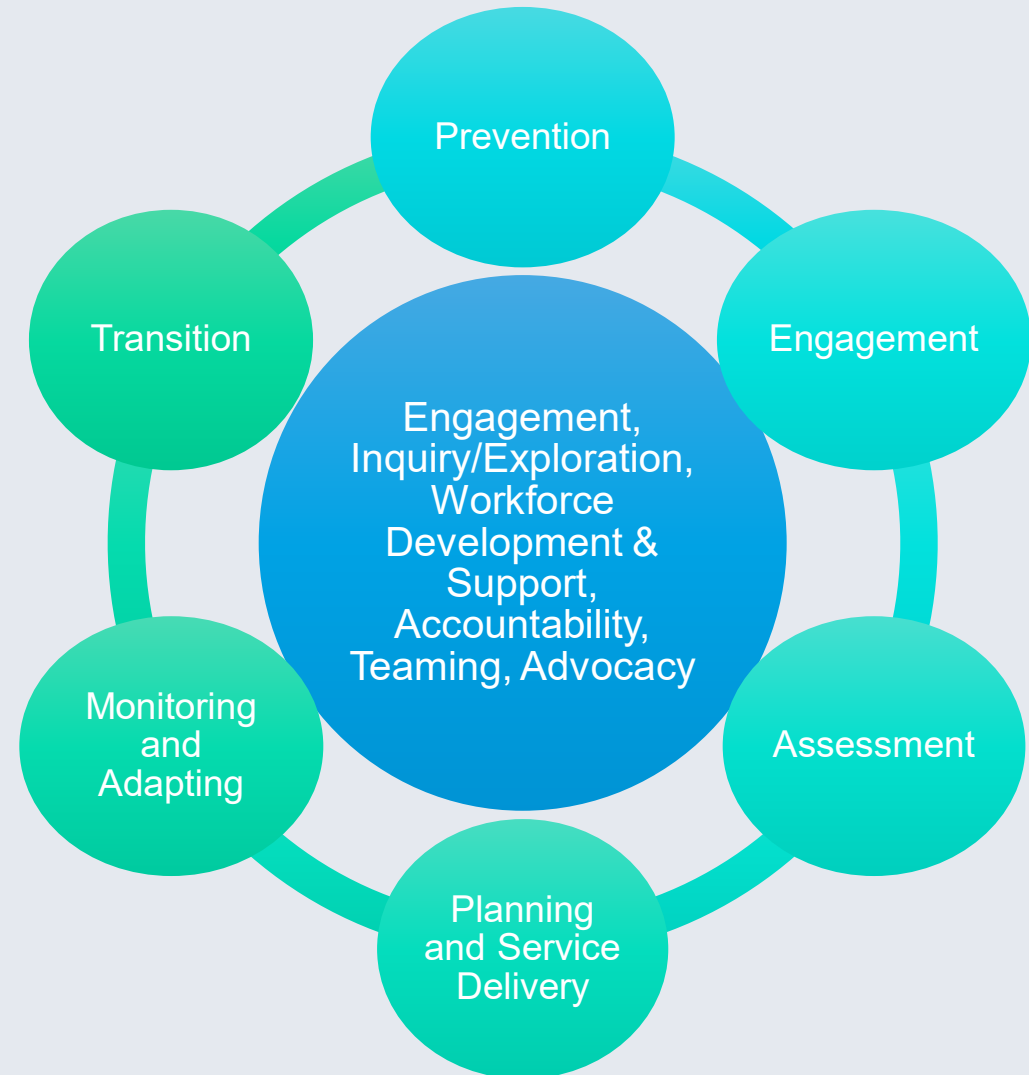 Prevention
Engagement
Assessment
Planning
and Service
Delivery
Monitoring
and
Adapting
Transition
Engagement,
Inquiry/Exploration,
Workforce
Development &
Support,
Accountability,
Teaming, Advocacy